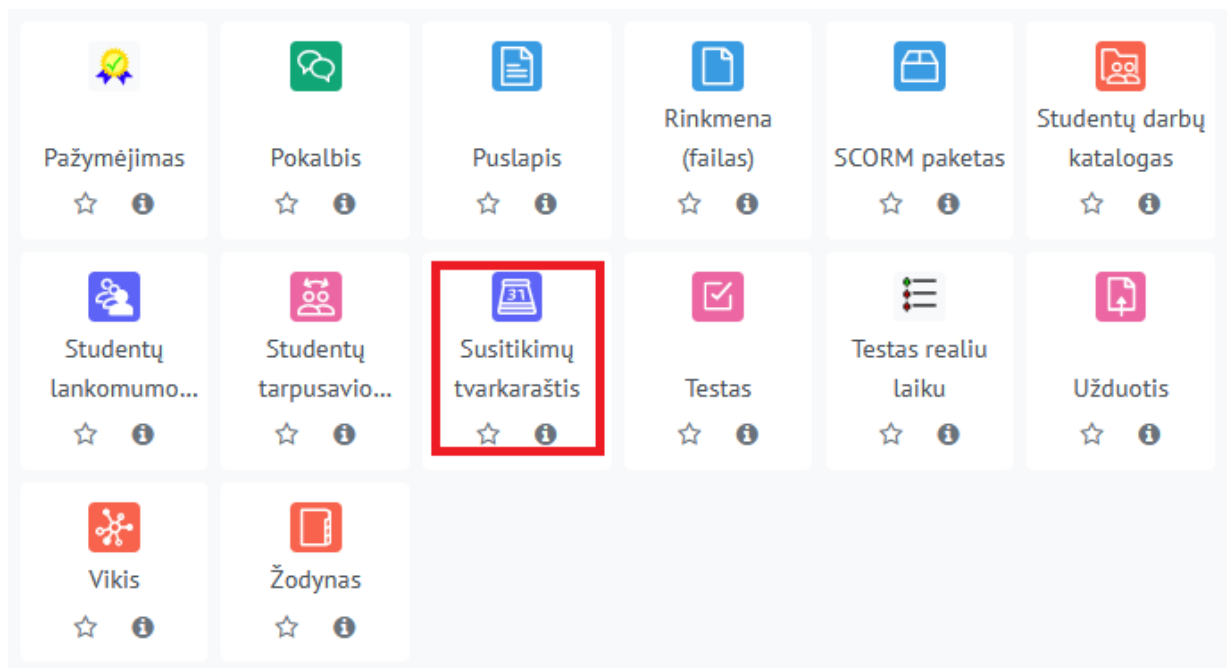 Pažymėjimas
Pokalbis
Puslapis
Rinkmena
(failas)
SCORM paketas
Studentų darbų
katalogas
Studentų
lankomumo...
Studentų
tarpusavio...
31
Susitikimų
tvarkaraštis
Testas
Testas realiu
laiku
Užduotis
Vikis
Žodynas